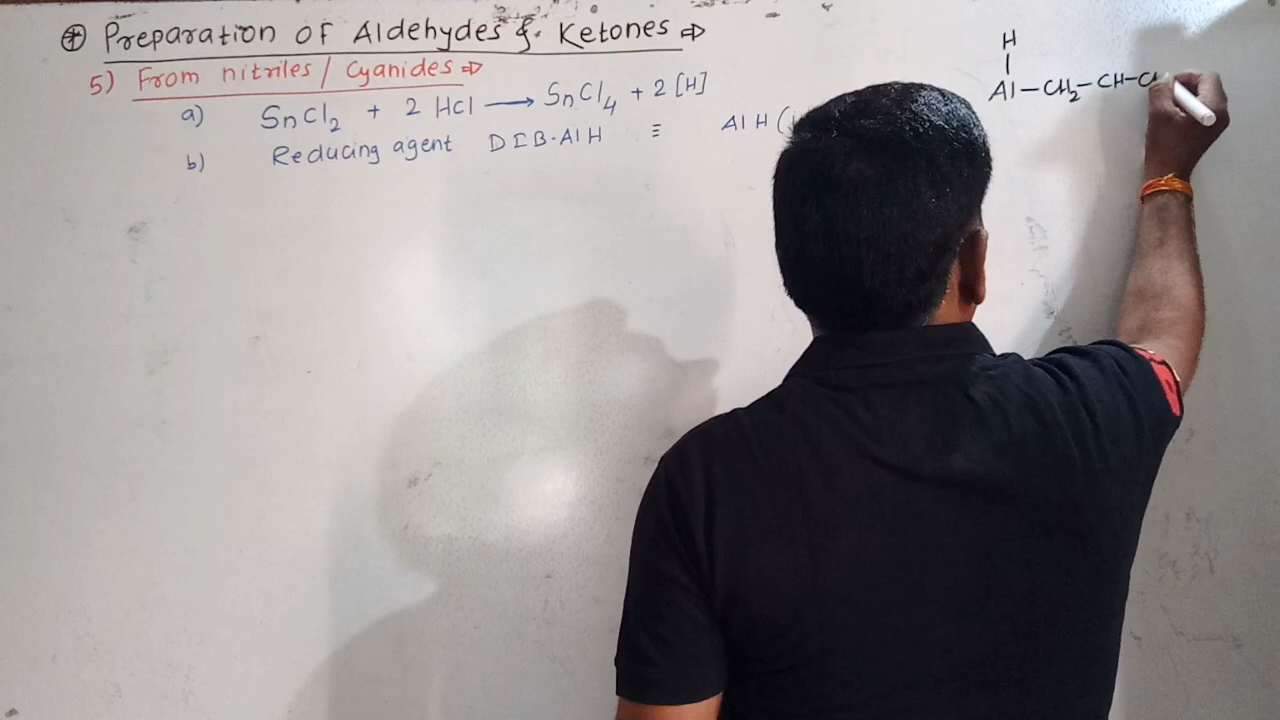 ⊕ Preparation of Aldehydes & Ketones ⇒
5) From nitriles / Cyanides ⇒
a) SnCl₂ + 2 HCl ⟶ SnCl₄ + 2 [H]
b) Reducing agent DIB-AlH ≡ AlH(
H
|
Al–CH₂–CH–C